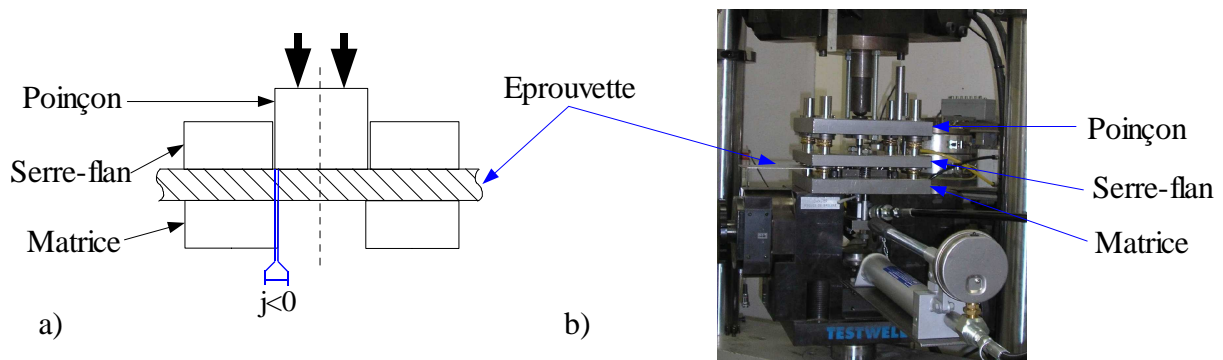 Poinçon
Serre-flan
Matrice
j<0
a)
Eprouvette
b)
Poinçon
Serre-flan
Matrice
TESTWELL